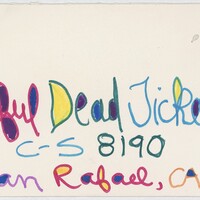 ful Dead Ticke
C-S 8190
an Rafael, CA